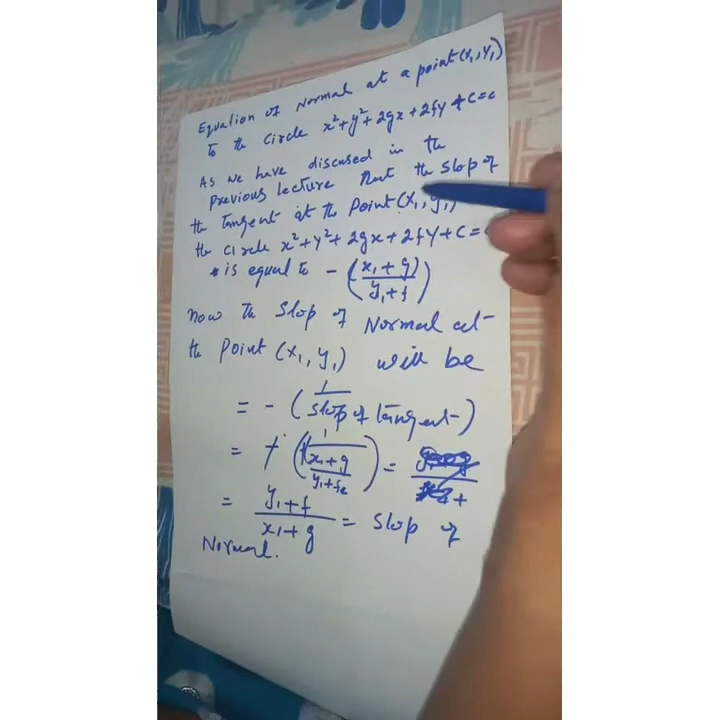 Equation of Normal at a point (x₁, y₁)
to the circle x² + y² + 2gx + 2fy + c = 0
As we have discussed in the
previous lecture that the slop of
the tangent at the point (x₁, y₁)
the circle x² + y² + 2gx + 2fy + c =
is equal to - (x₁ + g / y₁ + f)
Now the slop of Normal at
the point (x₁, y₁) will be
= - (1 / slop of tangent)
= + (1 / (x₁ + g / y₁ + f)) =
= y₁ + f / x₁ + g = slop of
Normal.